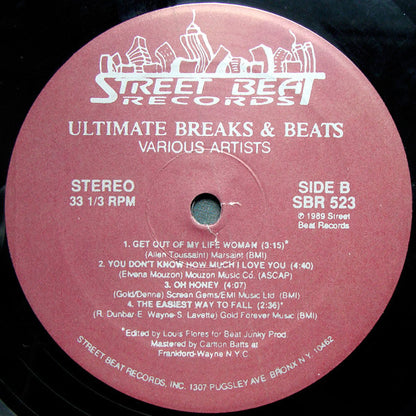 STREET BEAT
RECORDS
ULTIMATE BREAKS & BEATS
VARIOUS ARTISTS
STEREO
33 1/3 RPM
SIDE B
SBR 523
℗ 1989 Street
Beat Records
1. GET OUT OF MY LIFE WOMAN (3:15)*
(Allen Toussaint) Marsaint (BMI)
2. YOU DON'T KNOW HOW MUCH I LOVE YOU (4:40)
(Elvena Mouzon) Mouzon Music Co. (ASCAP)
3. OH HONEY (4:07)
(Gold/Denne) Screen Gems/EMI Music Ltd. (BMI)
4. THE EASIEST WAY TO FALL (2:36)*
(R. Dunbar-E. Wayne-S. Lavette) Gold Forever Music (BMI)
*Edited by Louis Flores for Beat Junky Prod.
Mastered by Carlton Batts at
Frankford-Wayne N.Y.C.
STREET BEAT RECORDS, INC. 1307 PUGSLEY AVE. BRONX N.Y. 10462